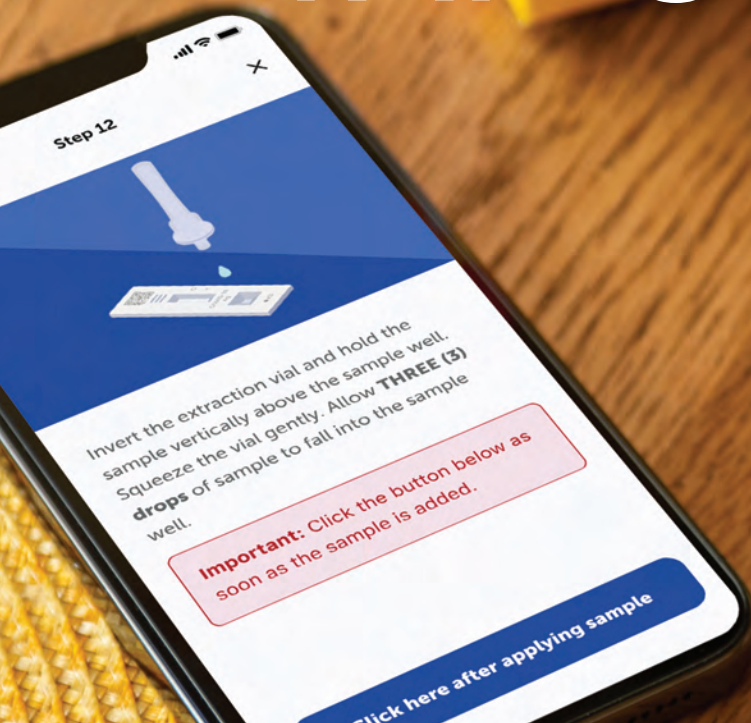 Step 12
Invert the extraction vial and hold the
sample vertically above the sample well.
Squeeze the vial gently. Allow THREE (3)
drops of sample to fall into the sample
well.
Important: Click the button below as
soon as the sample is added.
Click here after applying sample